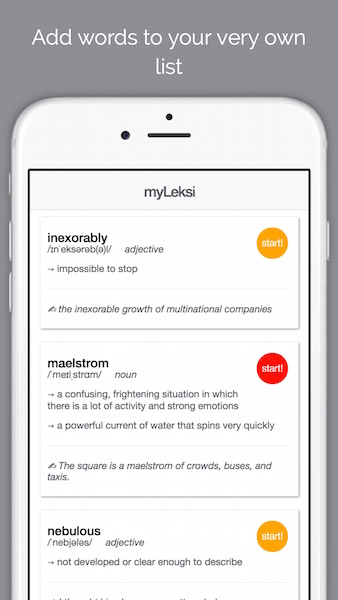 Add words to your very own
list
myLeksi
inexorably
/ɪnˈeksərəb(ə)l/ adjective
start!
→ impossible to stop
✍ the inexorable growth of multinational companies
maelstrom
/ˈmeɪlˌstrɑm/ noun
start!
→ a confusing, frightening situation in which
there is a lot of activity and strong emotions
→ a powerful current of water that spins very quickly
✍ The square is a maelstrom of crowds, buses, and
taxis.
nebulous
/ˈnebjələs/ adjective
start!
→ not developed or clear enough to describe